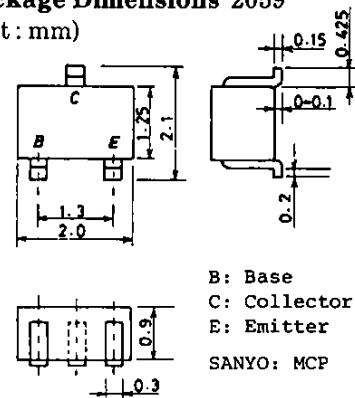 ckage Dimensions 2059
t : mm)
0.15
0.425
C
B
E
1.25
2.1
0~0.1
1.3
2.0
0.2
B: Base
C: Collector
E: Emitter
SANYO: MCP
0.9
0.3